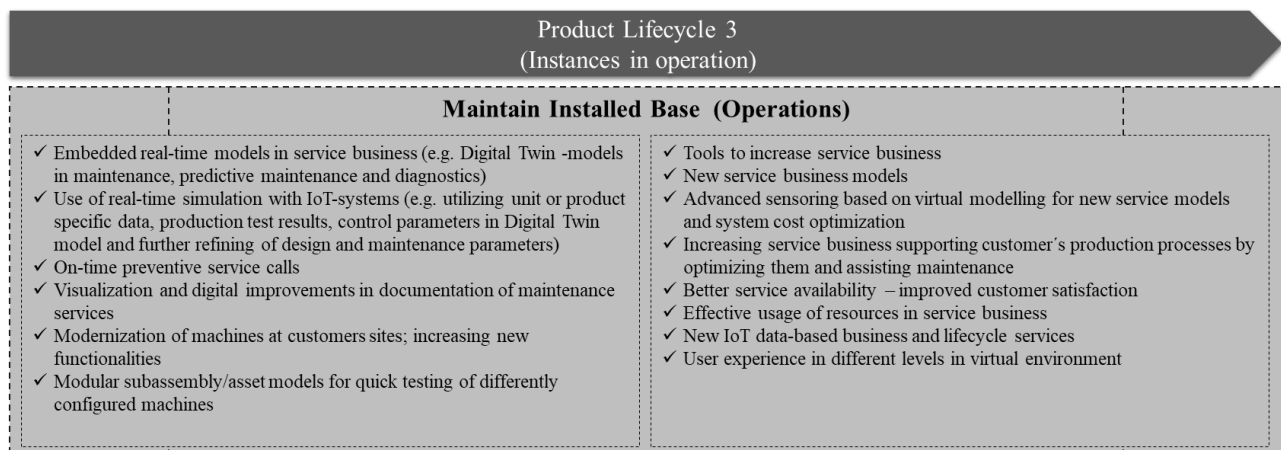 Product Lifecycle 3
(Instances in operation)
Maintain Installed Base (Operations)
✓ Embedded real-time models in service business (e.g. Digital Twin -models
in maintenance, predictive maintenance and diagnostics)
✓ Use of real-time simulation with IoT-systems (e.g. utilizing unit or product
specific data, production test results, control parameters in Digital Twin
model and further refining of design and maintenance parameters)
✓ On-time preventive service calls
✓ Visualization and digital improvements in documentation of maintenance
services
✓ Modernization of machines at customers sites; increasing new
functionalities
✓ Modular subassembly/asset models for quick testing of differently
configured machines
✓ Tools to increase service business
✓ New service business models
✓ Advanced sensoring based on virtual modelling for new service models
and system cost optimization
✓ Increasing service business supporting customer´s production processes by
optimizing them and assisting maintenance
✓ Better service availability – improved customer satisfaction
✓ Effective usage of resources in service business
✓ New IoT data-based business and lifecycle services
✓ User experience in different levels in virtual environment